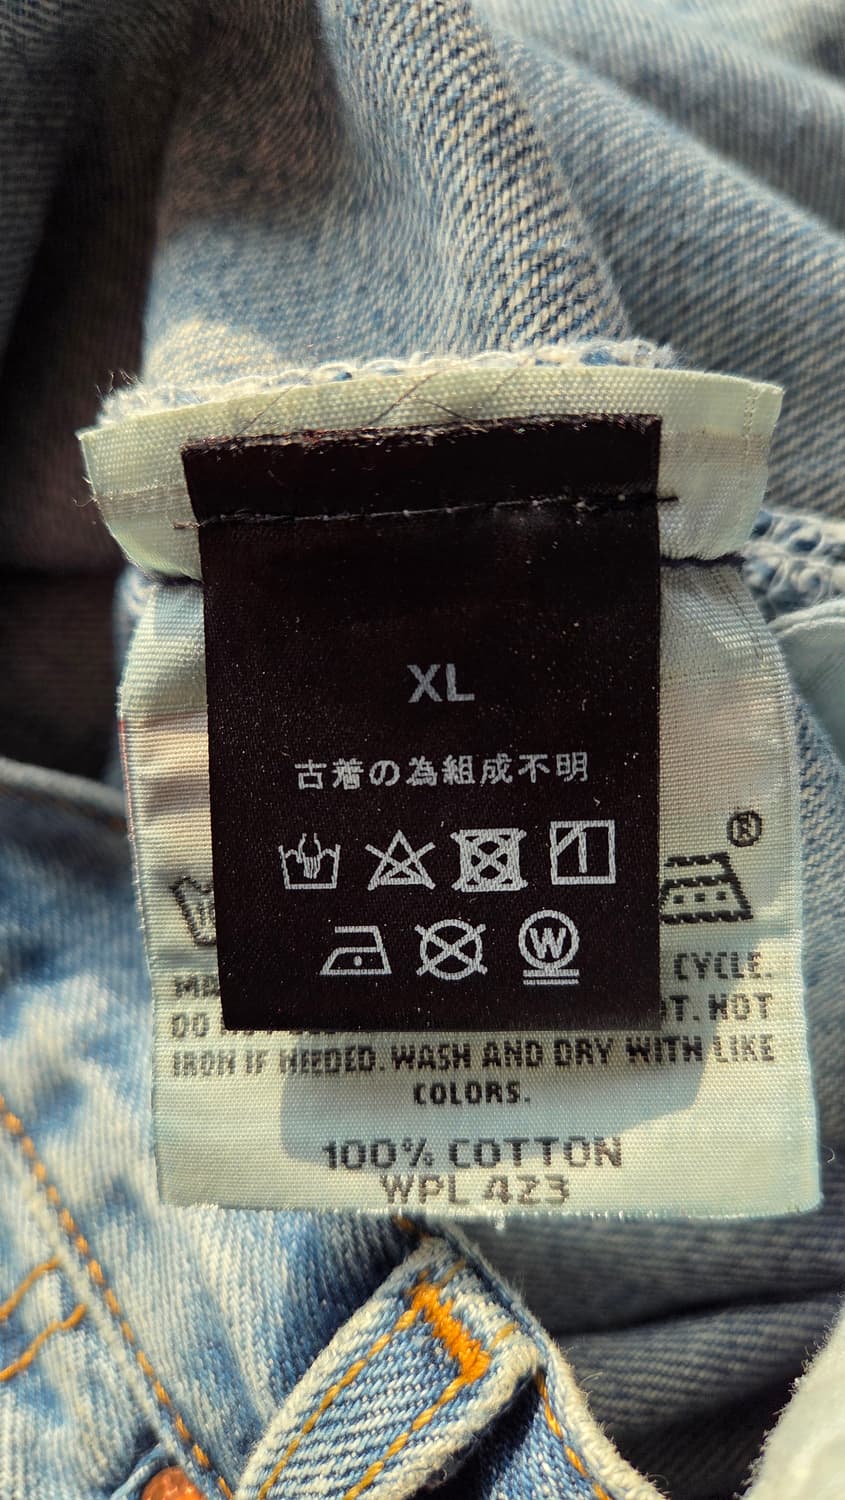 XL
古着の為組成不明
W
®
CYCLE.
DO
T. HOT
IRON IF NEEDED. WASH AND DRY WITH LIKE
COLORS.
100% COTTON
WPL 423